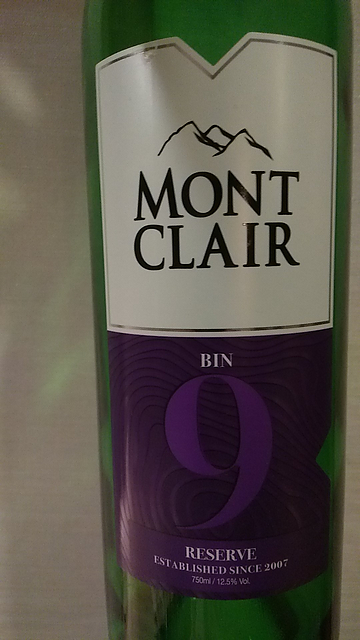 MONT
CLAIR
BIN
9
RESERVE
ESTABLISHED SINCE 2007
750ml / 12.5% Vol.